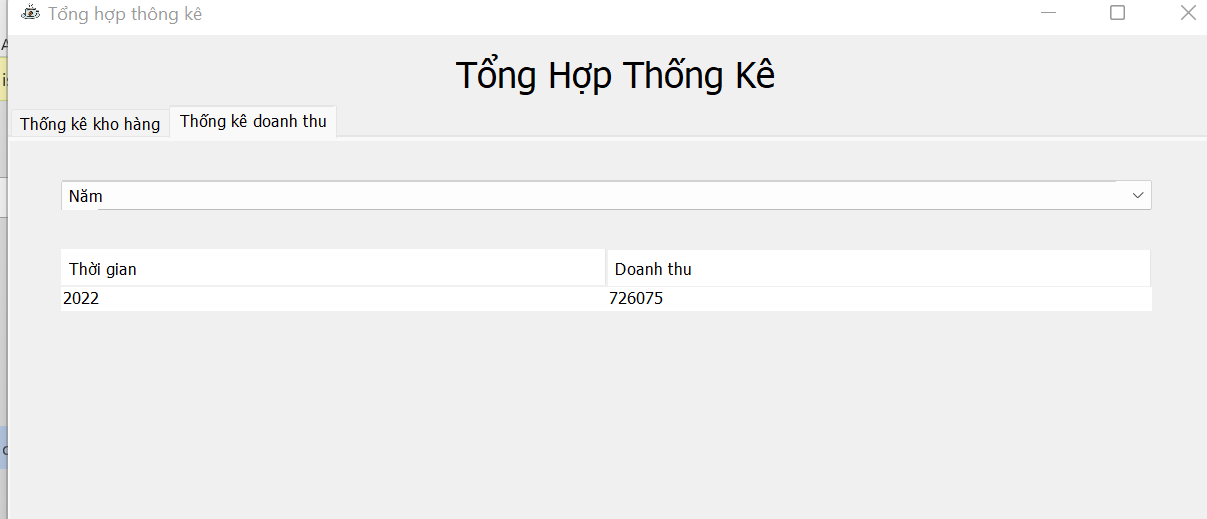 Tổng hợp thông kê
Tổng Hợp Thống Kê
Thống kê kho hàng Thống kê doanh thu
Năm
Thời gian Doanh thu
2022 726075